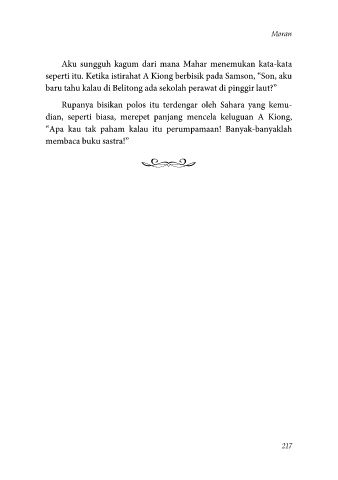 Moran
Aku sungguh kagum dari mana Mahar menemukan kata-kata
seperti itu. Ketika istirahat A Kiong berbisik pada Samson, “Son, aku
baru tahu kalau di Belitong ada sekolah perawat di pinggir laut?”
Rupanya bisikan polos itu terdengar oleh Sahara yang kemu-
dian, seperti biasa, merepet panjang mencela keluguan A Kiong,
“Apa kau tak paham kalau itu perumpamaan! Banyak-banyaklah
membaca buku sastra!”
217